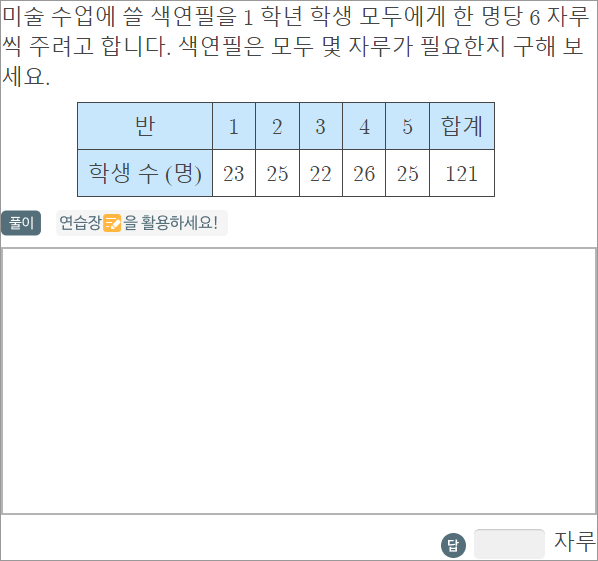 미술 수업에 쓸 색연필을 1 학년 학생 모두에게 한 명당 6 자루
씩 주려고 합니다. 색연필은 모두 몇 자루가 필요한지 구해 보
세요.
반 1 2 3 4 5 합계
학생 수 (명) 23 25 22 26 25 121
풀이 연습장을 활용하세요!
답 자루